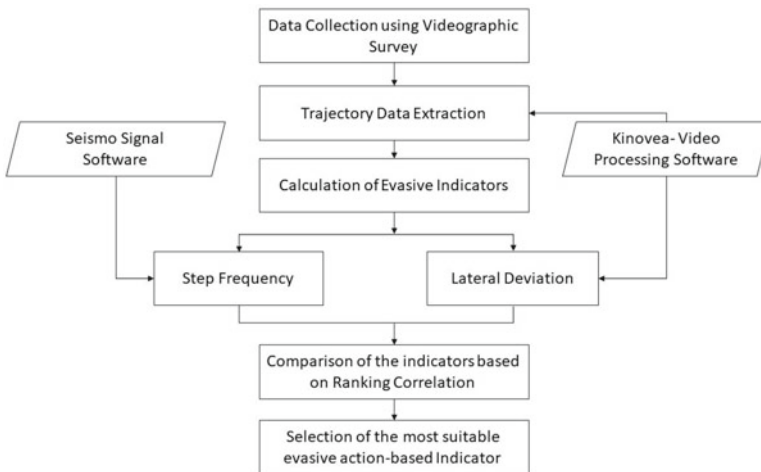 Data Collection using Videographic
Survey
Trajectory Data Extraction
Seismo Signal
Software
Kinovea- Video
Processing Software
Calculation of Evasive Indicators
Step Frequency
Lateral Deviation
Comparison of the indicators based
on Ranking Correlation
Selection of the most suitable
evasive action-based Indicator